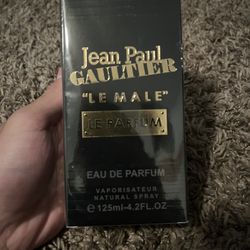 Jean Paul
GAULTIER
"LE MALE"
LE PARFUM
EAU DE PARFUM
VAPORISATEUR
NATURAL SPRAY
℮ 125ml-4.2FL.OZ